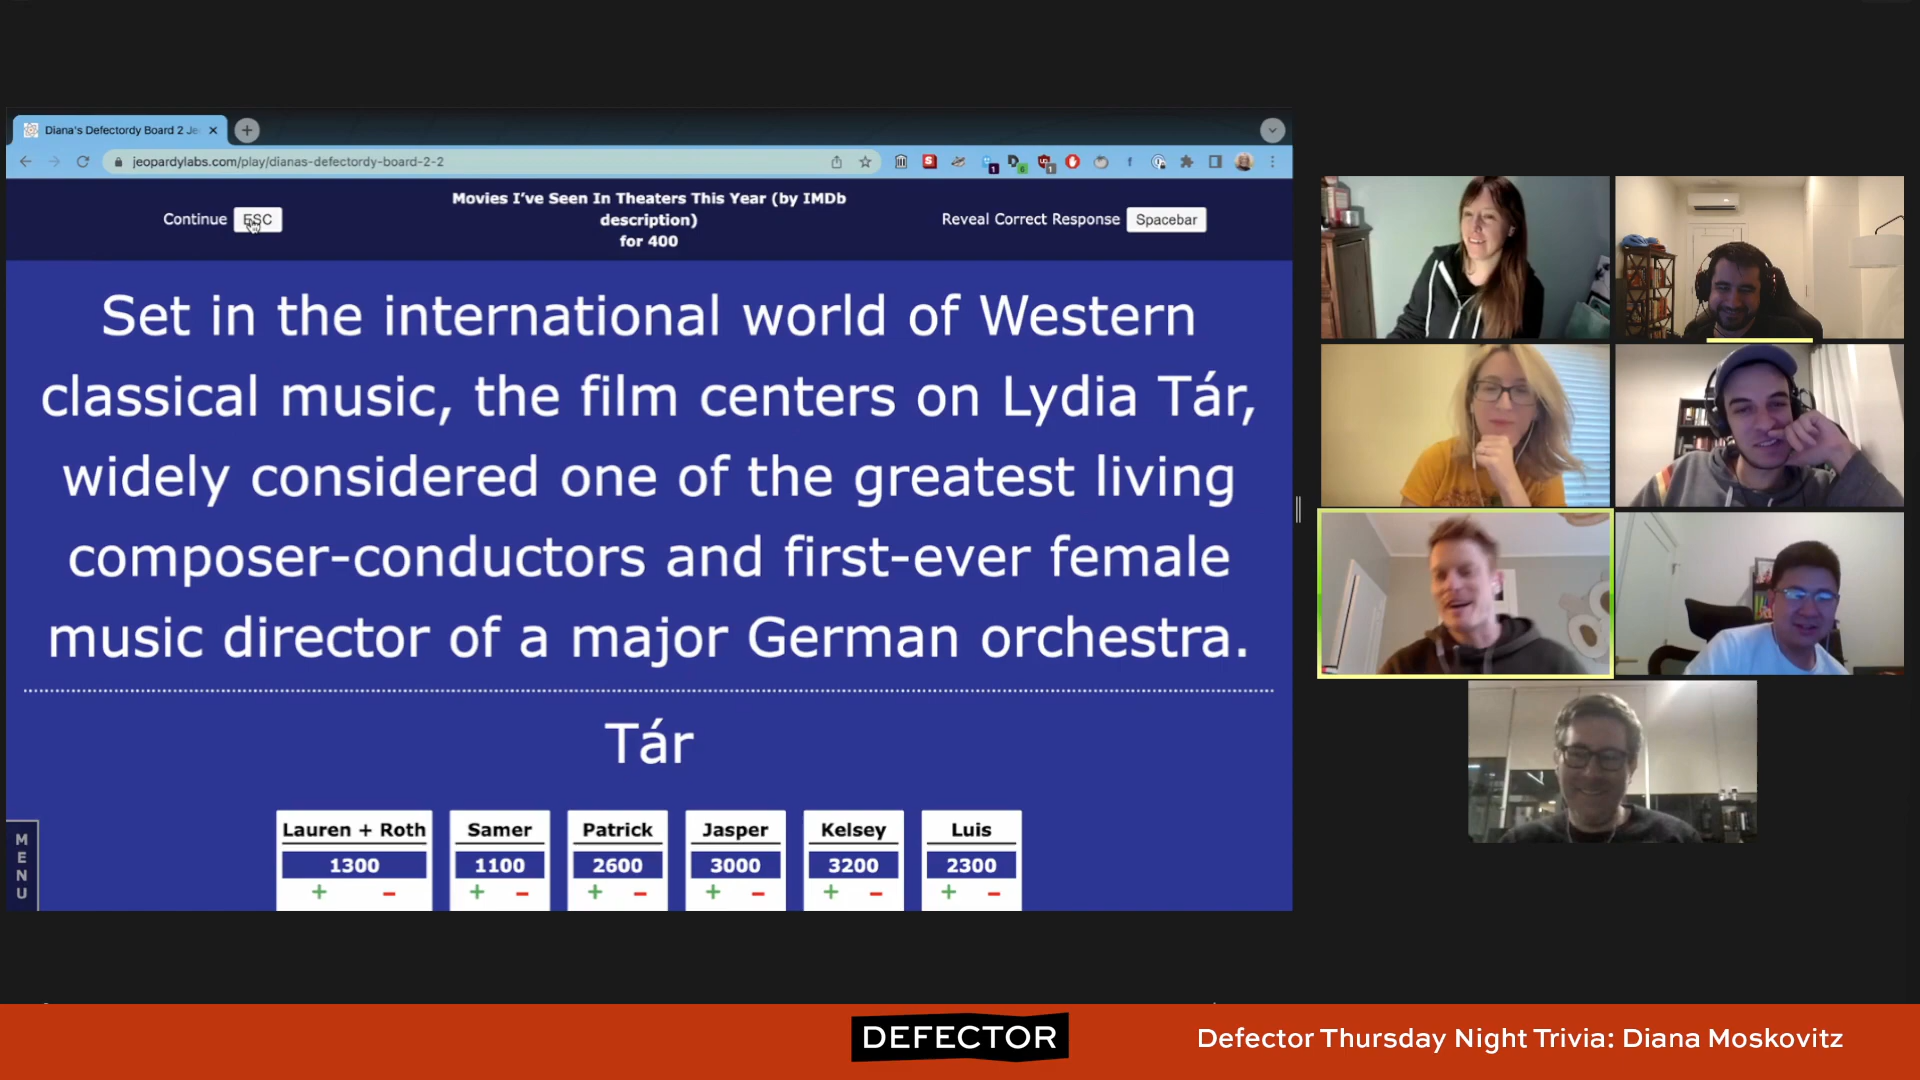 Diana's Defectordy Board 2 Je
jeopardylabs.com/play/dianas-defectordy-board-2-2
Continue ESC
Movies I've Seen In Theaters This Year (by IMDb
description)
for 400
Reveal Correct Response Spacebar
Set in the international world of Western
classical music, the film centers on Lydia Tár,
widely considered one of the greatest living
composer-conductors and first-ever female
music director of a major German orchestra.
Tár
MENU
Lauren + Roth Samer Patrick Jasper Kelsey Luis
1300 1100 2600 3000 3200 2300
+ − + − + − + − + − + −
DEFECTOR
Defector Thursday Night Trivia: Diana Moskovitz